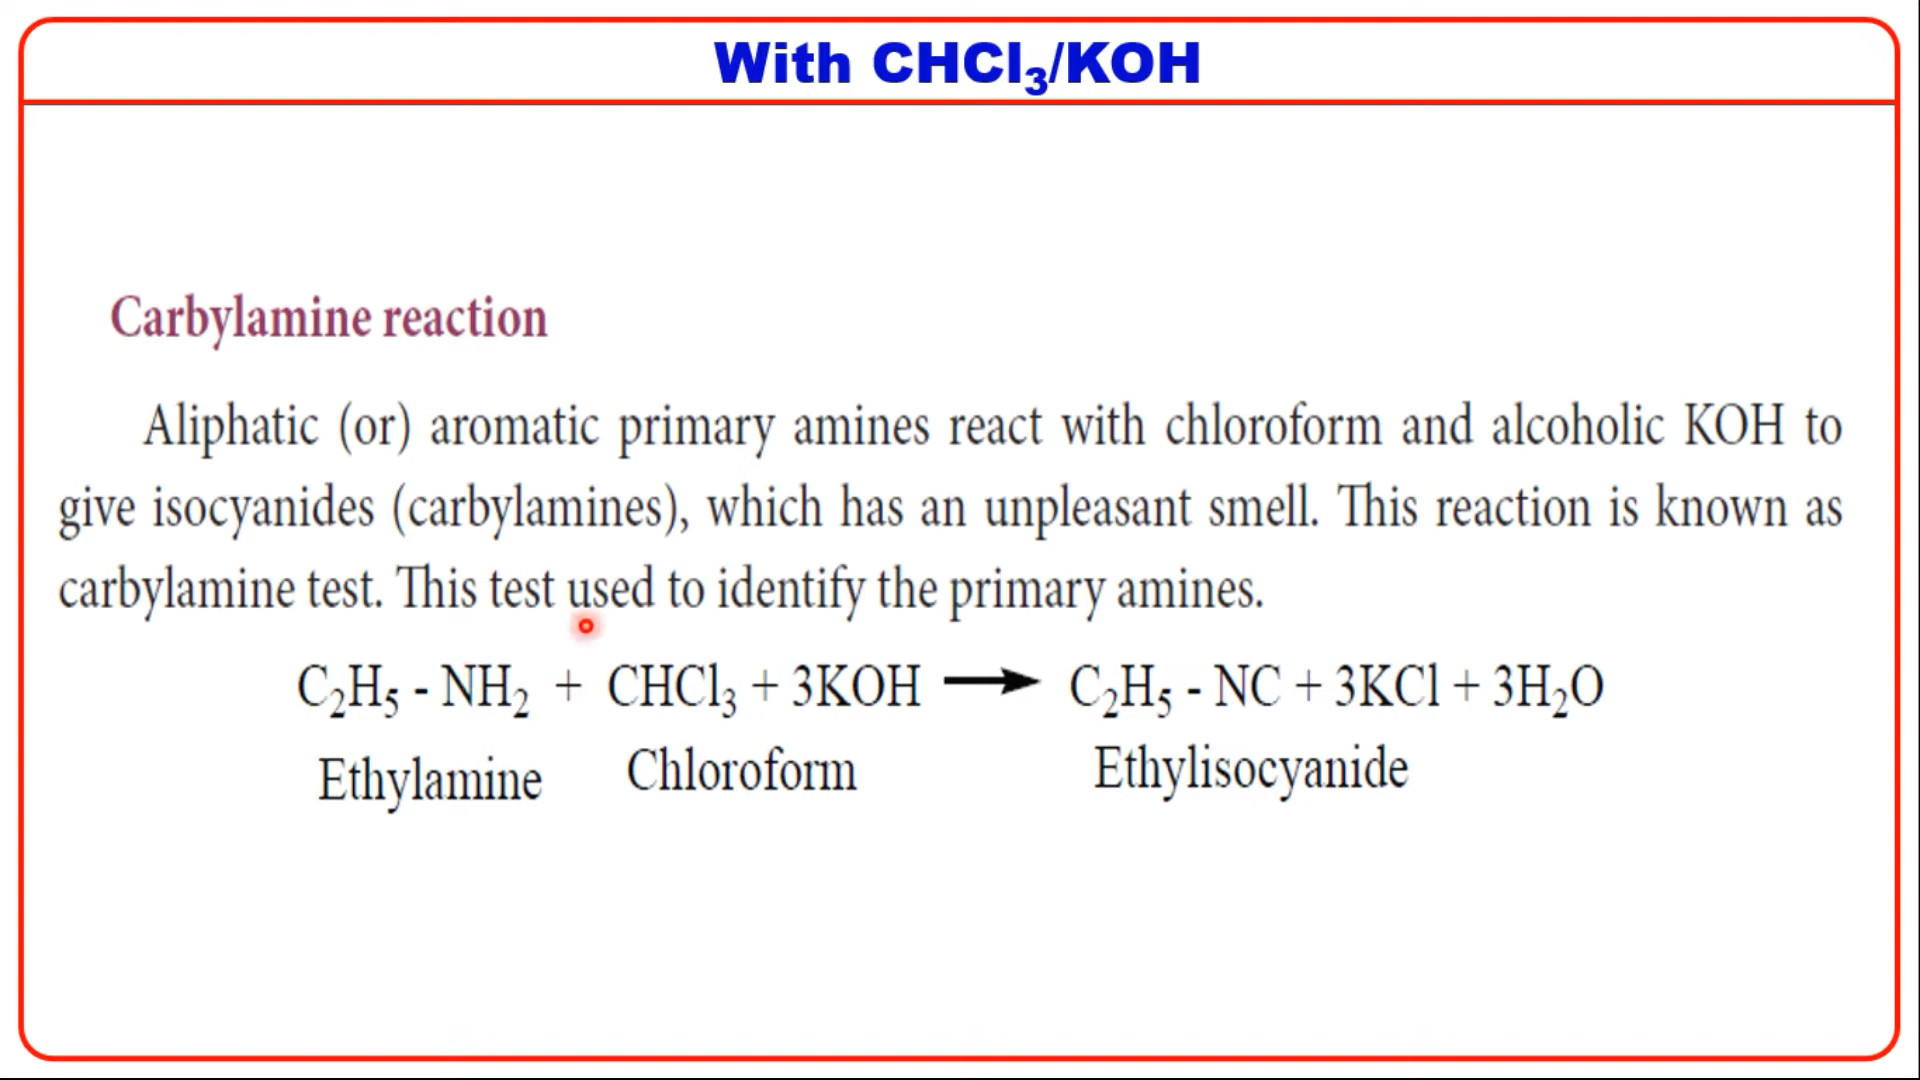 With CHCl₃/KOH
Carbylamine reaction
Aliphatic (or) aromatic primary amines react with chloroform and alcoholic KOH to
give isocyanides (carbylamines), which has an unpleasant smell. This reaction is known as
carbylamine test. This test used to identify the primary amines.
C₂H₅ - NH₂ + CHCl₃ + 3KOH ⟶ C₂H₅ - NC + 3KCl + 3H₂O
Ethylamine Chloroform Ethylisocyanide